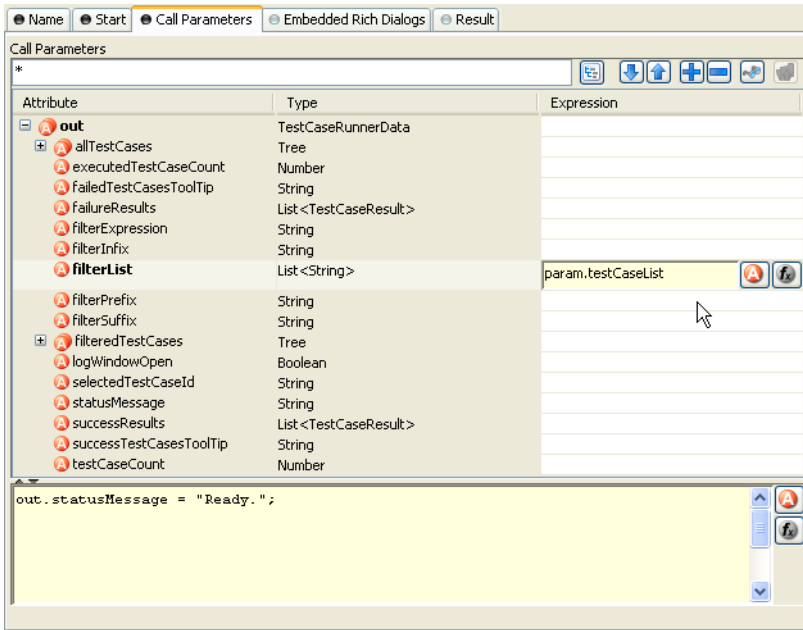 Name Start Call Parameters Embedded Rich Dialogs Result
Call Parameters
*
Attribute Type Expression
out TestCaseRunnerData
allTestCases Tree
executedTestCaseCount Number
failedTestCasesToolTip String
failureResults List<TestCaseResult>
filterExpression String
filterInfix String
filterList List<String> param.testCaseList
filterPrefix String
filterSuffix String
filteredTestCases Tree
logWindowOpen Boolean
selectedTestCaseId String
statusMessage String
successResults List<TestCaseResult>
successTestCasesToolTip String
testCaseCount Number
out.statusMessage = "Ready.";